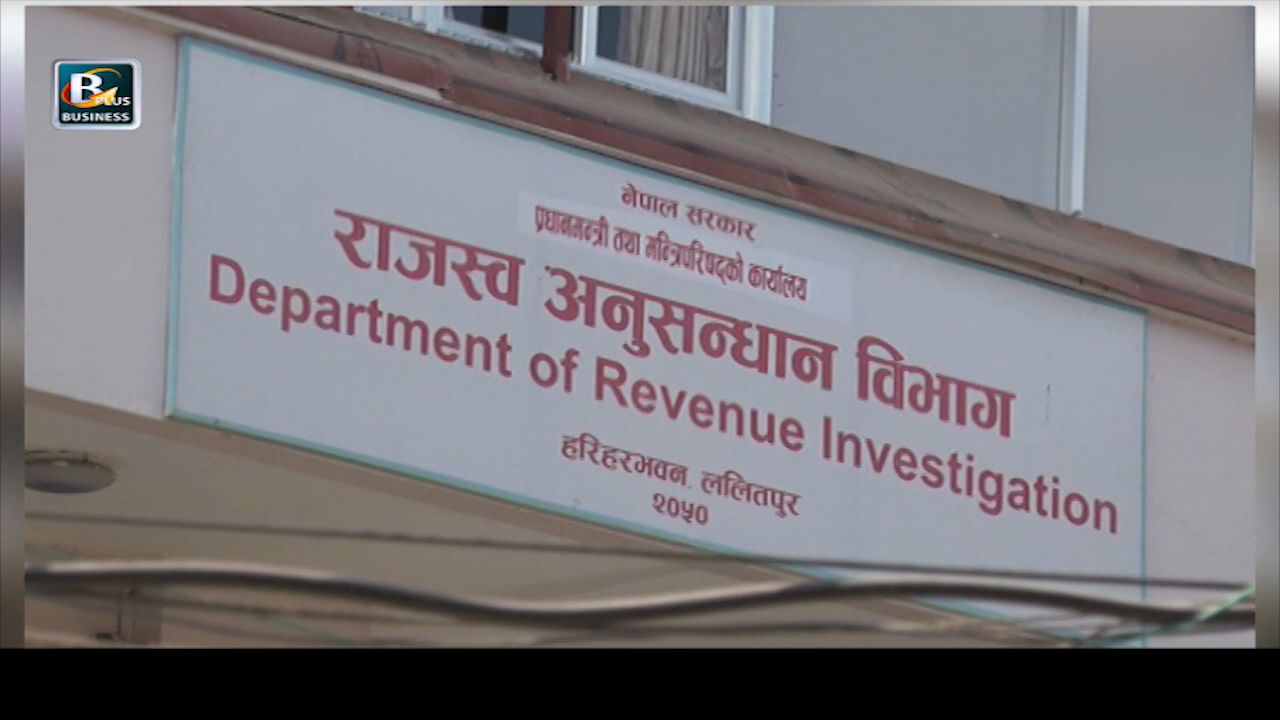 B
PLUS
BUSINESS
नेपाल सरकार
प्रधानमन्त्री तथा मन्त्रिपरिषद्को कार्यालय
राजस्व अनुसन्धान विभाग
Department of Revenue Investigation
हरिहरभवन, ललितपुर
२०५०